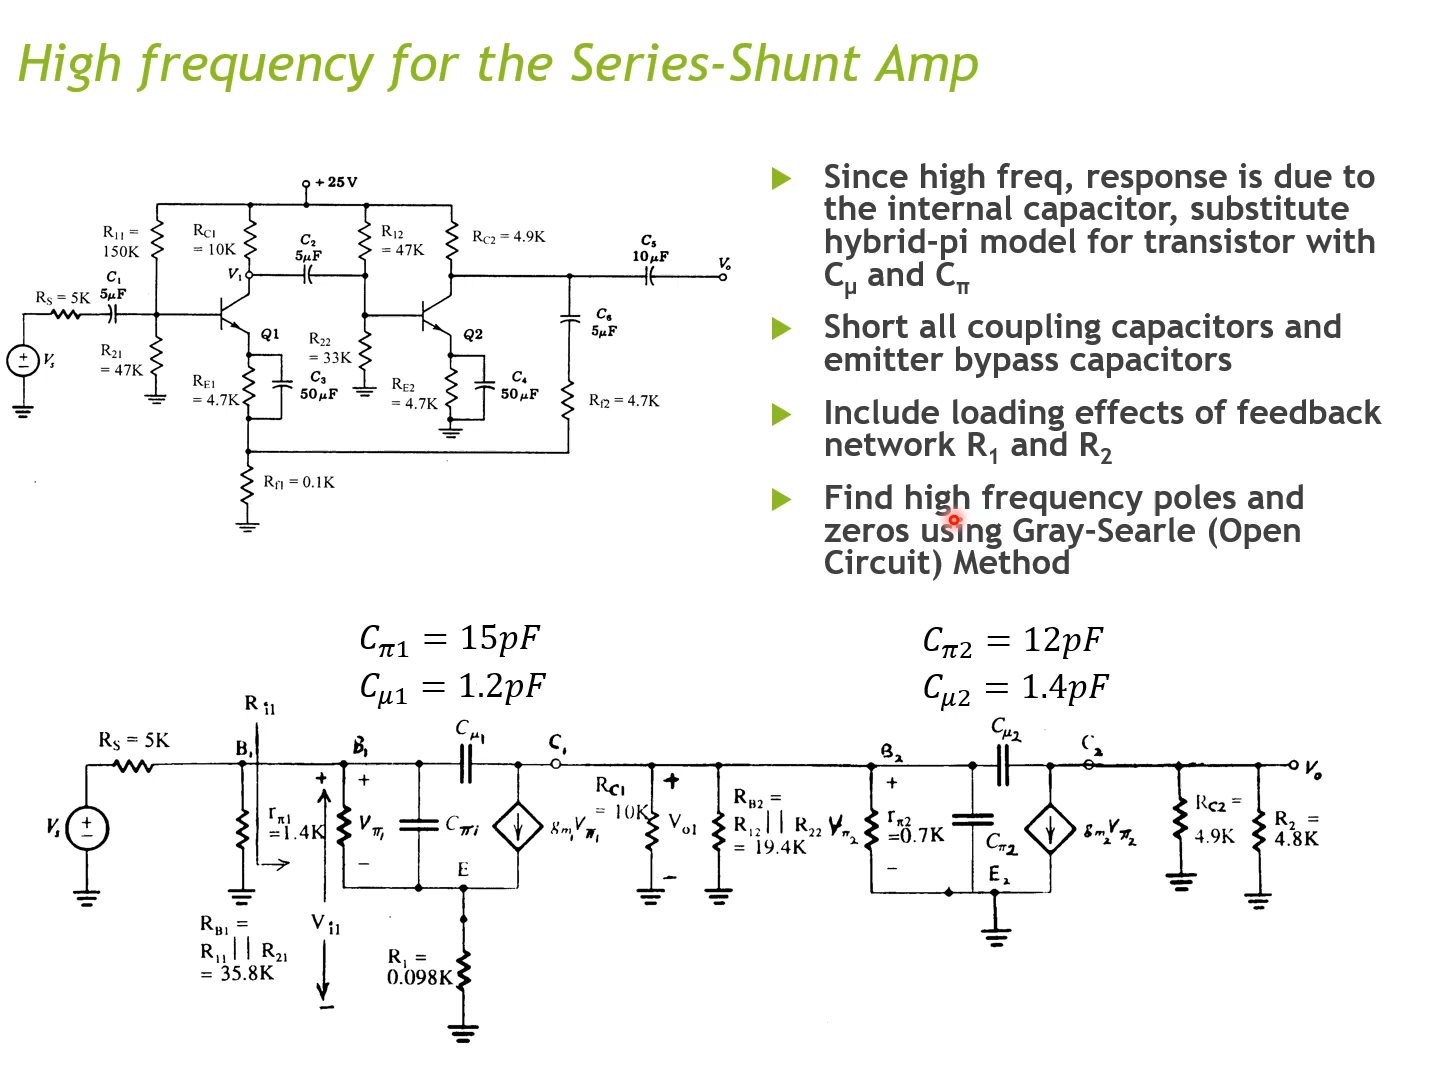 High frequency for the Series-Shunt Amp
+ 25V
R₁₁ =
150K
R_C1
= 10K
C₂
5μF
R₁₂
= 47K
R_C2 = 4.9K
C₅
10μF
V₀
V₁
R_S = 5K
C₁
5μF
Q1
Q2
C₆
5μF
V_s
+
−
R₂₁
= 47K
R₂₂
= 33K
R_E1
= 4.7K
C₃
50μF
R_E2
= 4.7K
C₄
50μF
R_f2 = 4.7K
R_f1 = 0.1K
Since high freq, response is due to
the internal capacitor, substitute
hybrid-pi model for transistor with
C_μ and C_π
Short all coupling capacitors and
emitter bypass capacitors
Include loading effects of feedback
network R₁ and R₂
Find high frequency poles and
zeros using Gray-Searle (Open
Circuit) Method
C_π1 = 15pF
C_μ1 = 1.2pF
C_π2 = 12pF
C_μ2 = 1.4pF
R_i1
R_S = 5K
B₁
B₁
C_μ1
C₁
B₂
C_μ2
C₂
V₀
V_s
+
−
r_π1
=1.4K
+
+
V_π1
−
C_πi
g_m1 V_π1
R_C1
= 10K
+
V_o1
−
R_B2 =
R₁₂ || R₂₂
= 19.4K
V_π2
+
−
r_π2
=0.7K
C_π2
g_m2 V_π2
R_C2 =
4.9K
R₂ =
4.8K
E
E₂
R_B1 =
R₁₁ || R₂₁
= 35.8K
V_i1
−
R₁ =
0.098K